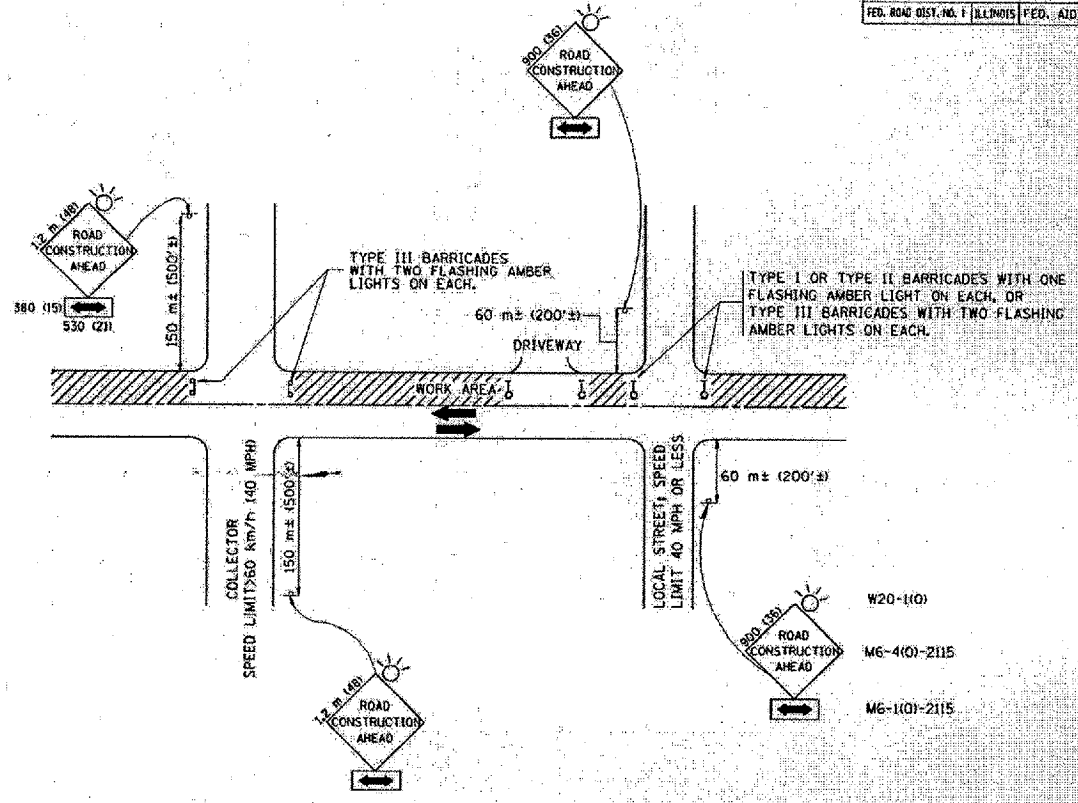 FED. ROAD DIST. NO. 1 ILLINOIS FED. AID
900 (36)
ROAD
CONSTRUCTION
AHEAD
1.2 m (48)
ROAD
CONSTRUCTION
AHEAD
380 (15)
530 (21)
150 m± (500'±)
TYPE III BARRICADES
WITH TWO FLASHING AMBER
LIGHTS ON EACH.
60 m± (200'±)
DRIVEWAY
TYPE I OR TYPE II BARRICADES WITH ONE
FLASHING AMBER LIGHT ON EACH, OR
TYPE III BARRICADES WITH TWO FLASHING
AMBER LIGHTS ON EACH.
WORK AREA
COLLECTOR
SPEED LIMIT>60 km/h (40 MPH)
150 m± (500'±)
LOCAL STREET; SPEED
LIMIT 40 MPH OR LESS
60 m± (200'±)
1.2 m (48)
ROAD
CONSTRUCTION
AHEAD
900 (36)
ROAD
CONSTRUCTION
AHEAD
W20-1(O)
M6-4(O)-2115
M6-1(O)-2115